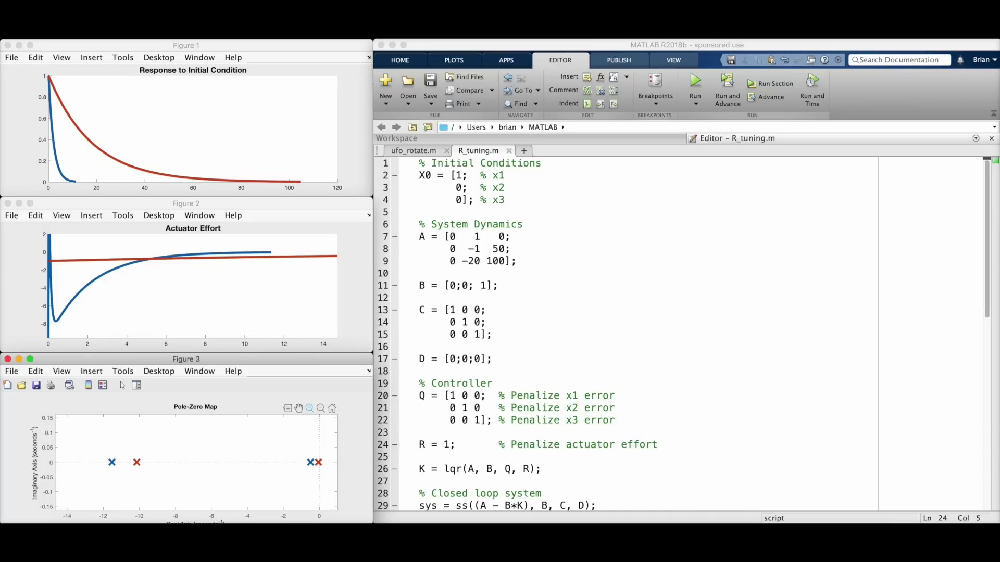 Figure 1
File Edit View Insert Tools Desktop Window Help
Response to Initial Condition
1
0.8
0.6
0.4
0.2
0
0 20 40 60 80 100 120
Figure 2
File Edit View Insert Tools Desktop Window Help
Actuator Effort
2
0
-2
-4
-6
-8
0 2 4 6 8 10 12 14
Figure 3
File Edit View Insert Tools Desktop Window Help
Pole-Zero Map
Imaginary Axis (seconds⁻¹)
0.15
0.1
0.05
0
-0.05
-0.1
-0.15
-14 -12 -10 -8 -6 -4 -2 0
Real Axis (seconds⁻¹)
MATLAB R2018b - sponsored use
HOME PLOTS APPS EDITOR PUBLISH VIEW Search Documentation Brian
New Open Save Find Files Compare Print Go To Find Insert fx Comment Indent Breakpoints Run Run and Advance Run Section Advance Run and Time
FILE NAVIGATE EDIT BREAKPOINTS RUN
/ Users brian MATLAB
Workspace Editor – R_tuning.m
ufo_rotate.m R_tuning.m +
1 % Initial Conditions
2 – X0 = [1; % x1
3 0; % x2
4 0]; % x3
5
6 % System Dynamics
7 – A = [0 1 0;
8 0 -1 50;
9 0 -20 100];
10
11 – B = [0;0; 1];
12
13 – C = [1 0 0;
14 0 1 0;
15 0 0 1];
16
17 – D = [0;0;0];
18
19 % Controller
20 – Q = [1 0 0; % Penalize x1 error
21 0 1 0 % Penalize x2 error
22 0 0 1]; % Penalize x3 error
23
24 – R = 1; % Penalize actuator effort
25
26 – K = lqr(A, B, Q, R);
27
28 % Closed loop system
29 – sys = ss((A - B*K), B, C, D);
script Ln 24 Col 5